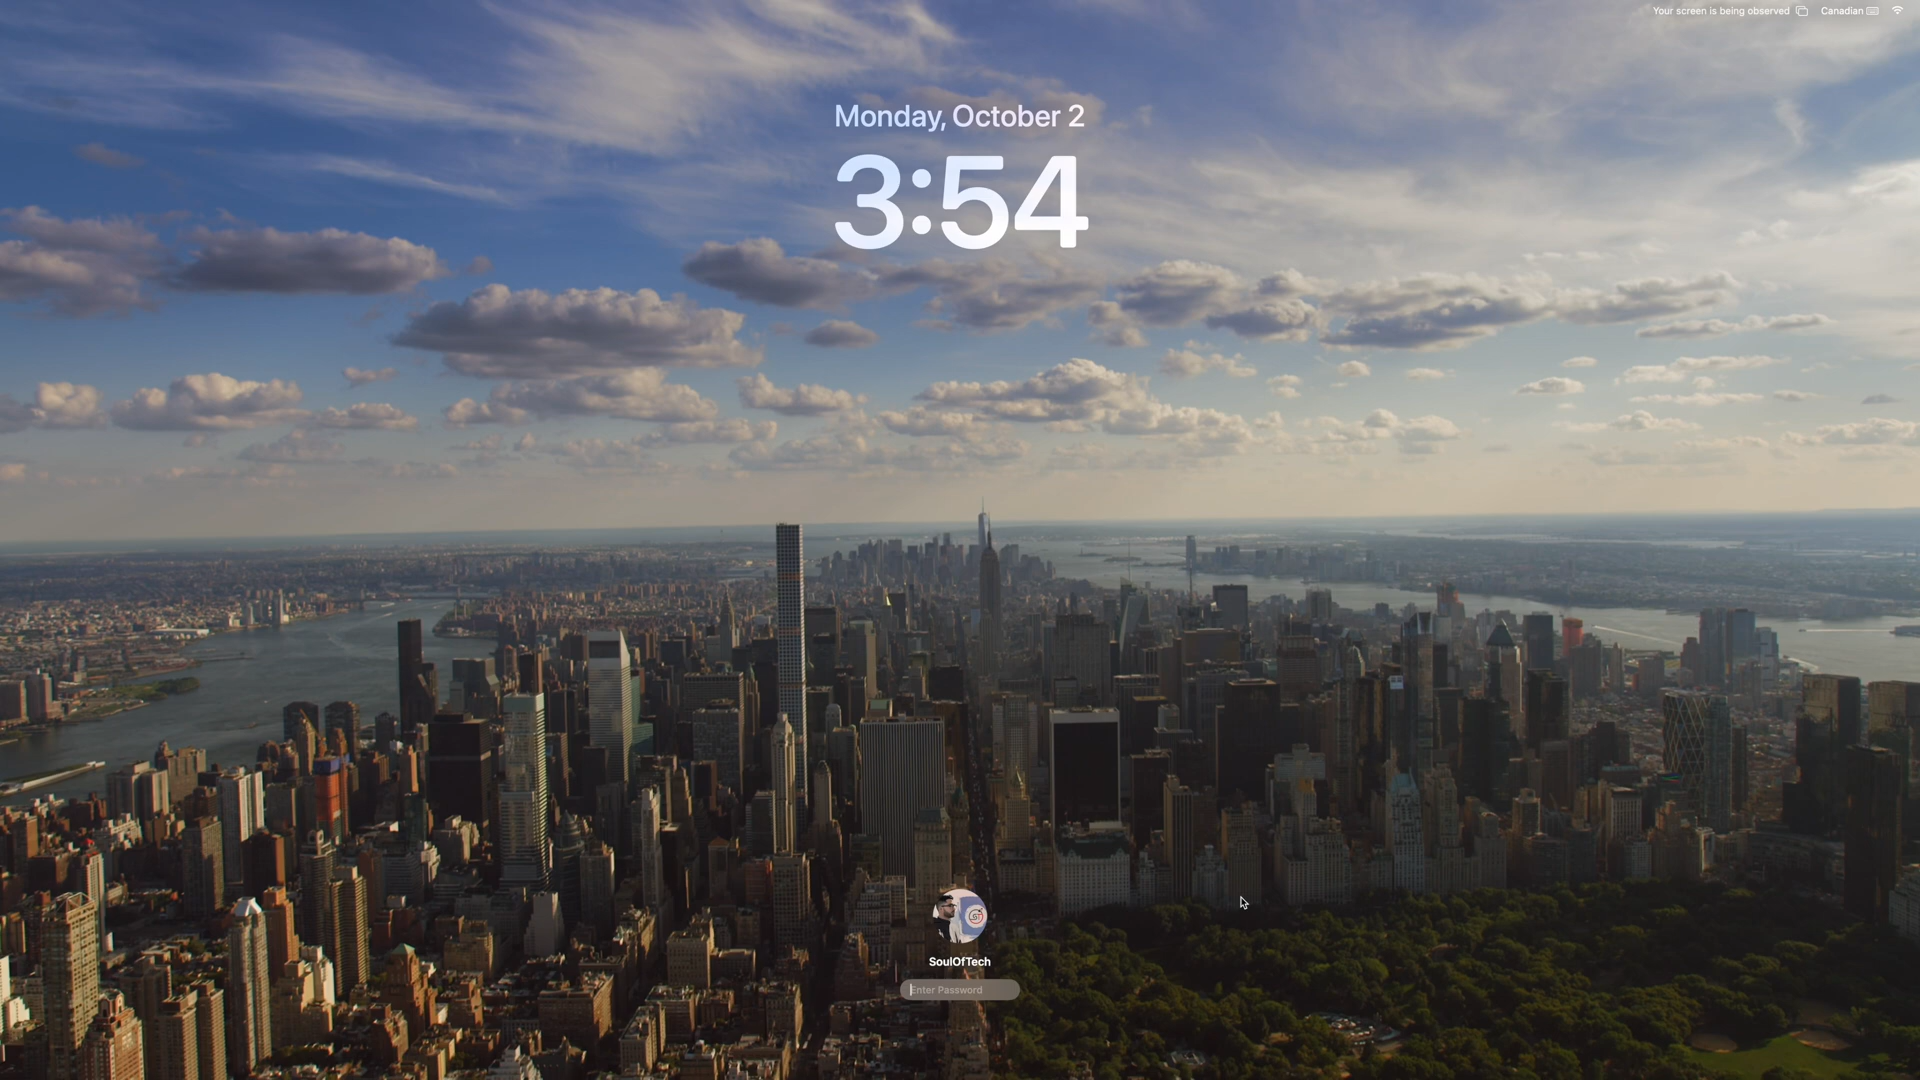 Your screen is being observed
Canadian
Monday, October 2
3:54
SoulOfTech
Enter Password